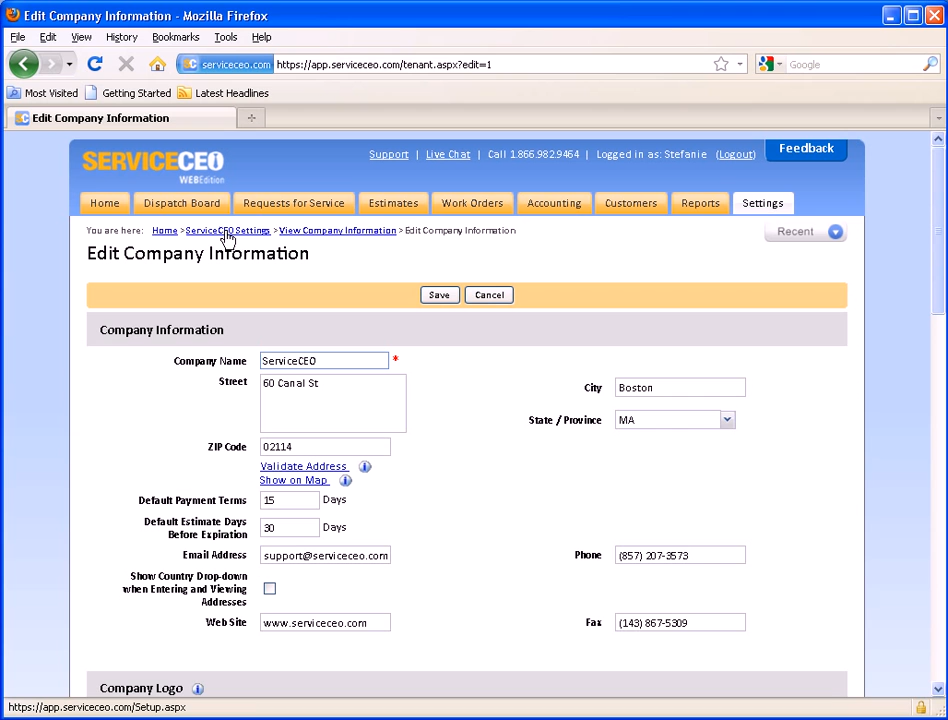 Edit Company Information - Mozilla Firefox
File Edit View History Bookmarks Tools Help
serviceceo.com https://app.serviceceo.com/tenant.aspx?edit=1 Google
Most Visited Getting Started Latest Headlines
Edit Company Information
SERVICECEO
WEBEdition
Support | Live Chat | Call 1.866.982.9464 | Logged in as: Stefanie (Logout) Feedback
Home Dispatch Board Requests for Service Estimates Work Orders Accounting Customers Reports Settings
You are here: Home >ServiceCEO Settings >View Company Information >Edit Company Information Recent
Edit Company Information
Save Cancel
Company Information
Company Name ServiceCEO *
Street 60 Canal St City Boston
State / Province MA
ZIP Code 02114
Validate Address
Show on Map
Default Payment Terms 15 Days
Default Estimate Days
Before Expiration 30 Days
Email Address support@serviceceo.com Phone (857) 207-3573
Show Country Drop-down
when Entering and Viewing
Addresses
Web Site www.serviceceo.com Fax (143) 867-5309
Company Logo
https://app.serviceceo.com/Setup.aspx